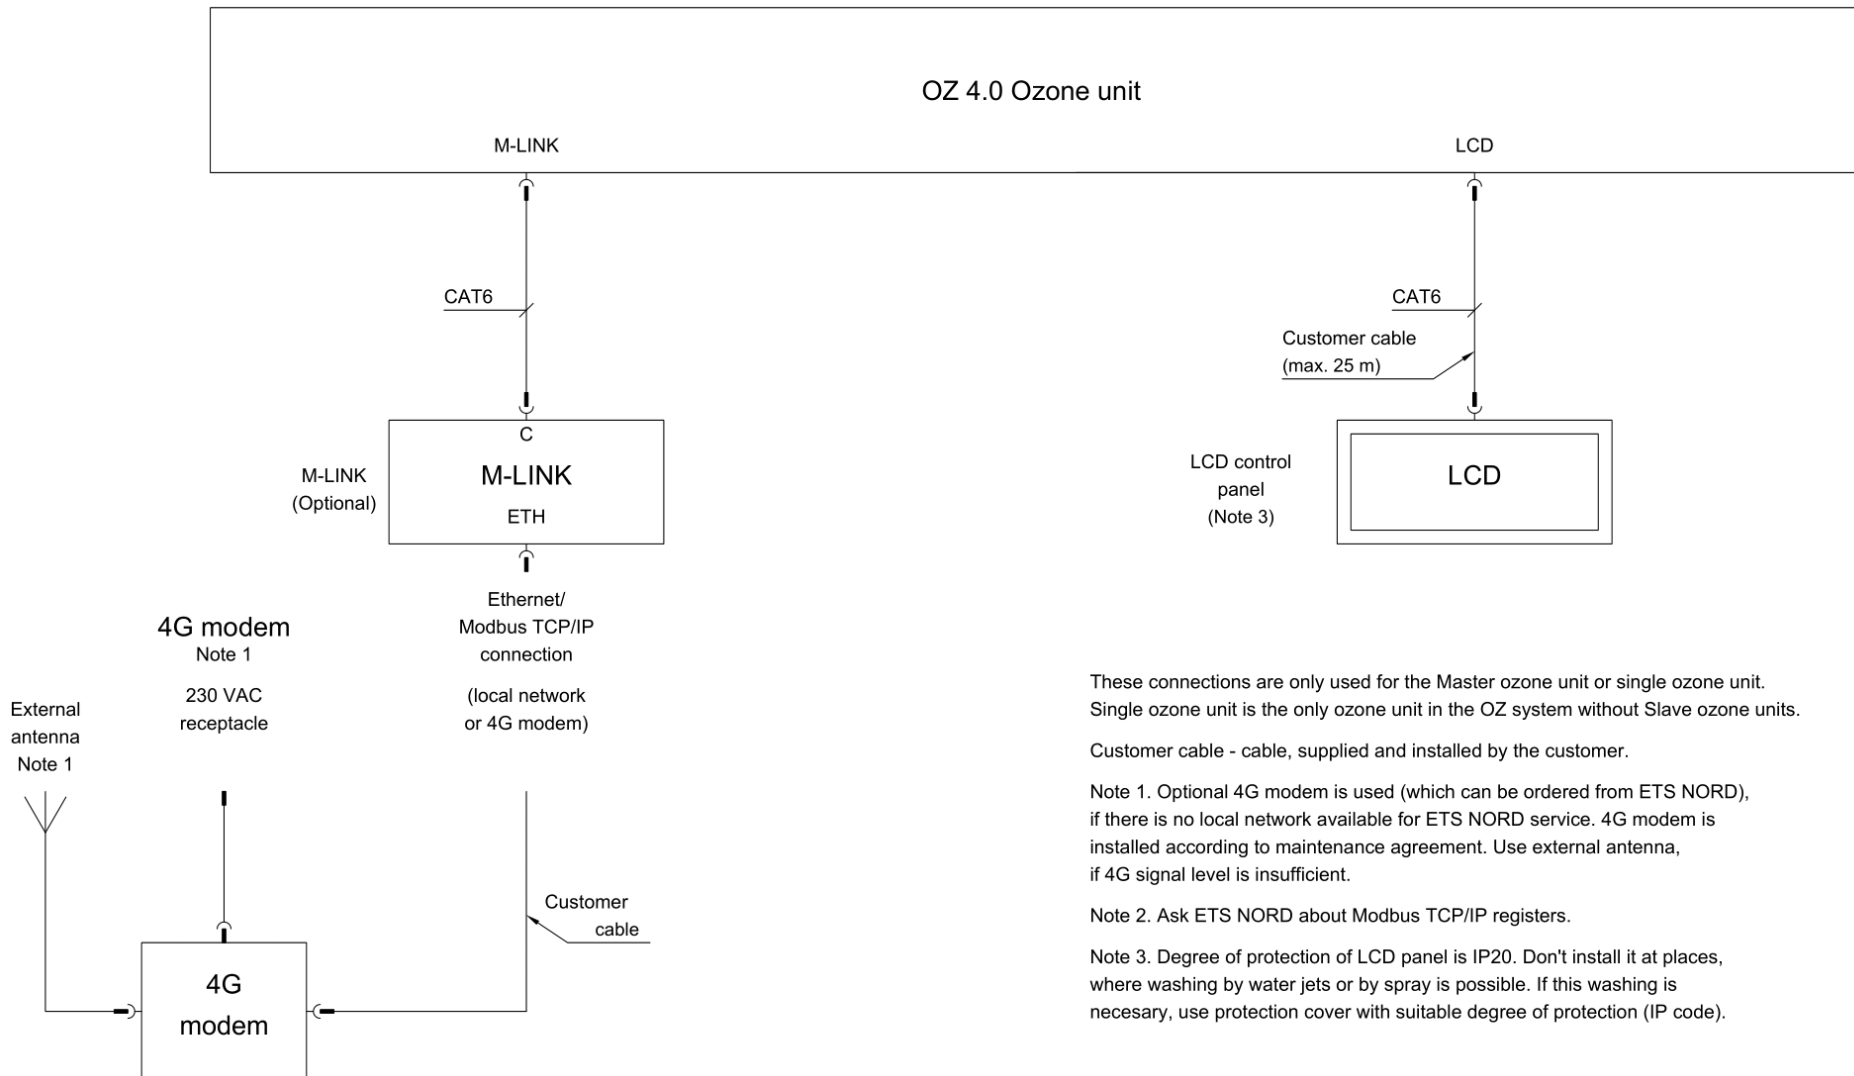 OZ 4.0 Ozone unit
M-LINK
LCD
CAT6
CAT6
Customer cable
(max. 25 m)
C
M-LINK
ETH
M-LINK
(Optional)
LCD control
panel
(Note 3)
LCD
Ethernet/
Modbus TCP/IP
connection
(local network
or 4G modem)
4G modem
Note 1
230 VAC
receptacle
External
antenna
Note 1
Customer
cable
4G
modem
These connections are only used for the Master ozone unit or single ozone unit.
Single ozone unit is the only ozone unit in the OZ system without Slave ozone units.
Customer cable - cable, supplied and installed by the customer.
Note 1. Optional 4G modem is used (which can be ordered from ETS NORD),
if there is no local network available for ETS NORD service. 4G modem is
installed according to maintenance agreement. Use external antenna,
if 4G signal level is insufficient.
Note 2. Ask ETS NORD about Modbus TCP/IP registers.
Note 3. Degree of protection of LCD panel is IP20. Don't install it at places,
where washing by water jets or by spray is possible. If this washing is
necesary, use protection cover with suitable degree of protection (IP code).